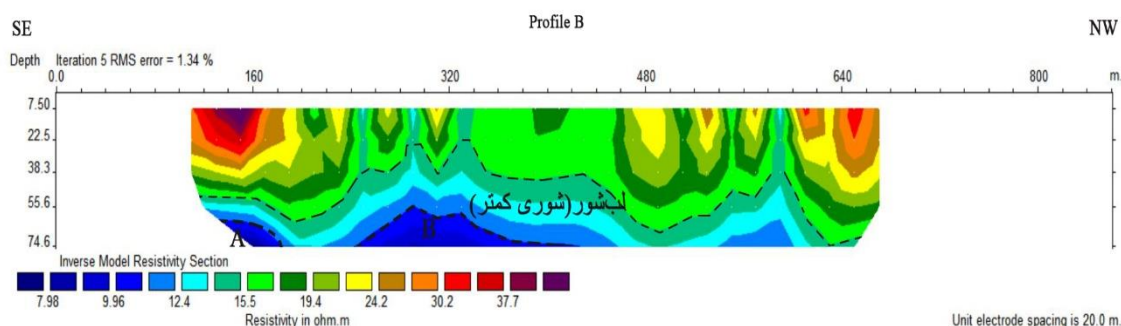 Profile B
SE
NW
Depth Iteration 5 RMS error = 1.34 %
0.0 160 320 480 640 800 m.
7.50
22.5
38.3
55.6
74.6
لب‌شور(شوری کمتر)
A
B
Inverse Model Resistivity Section
7.98 9.96 12.4 15.5 19.4 24.2 30.2 37.7
Resistivity in ohm.m
Unit electrode spacing is 20.0 m.